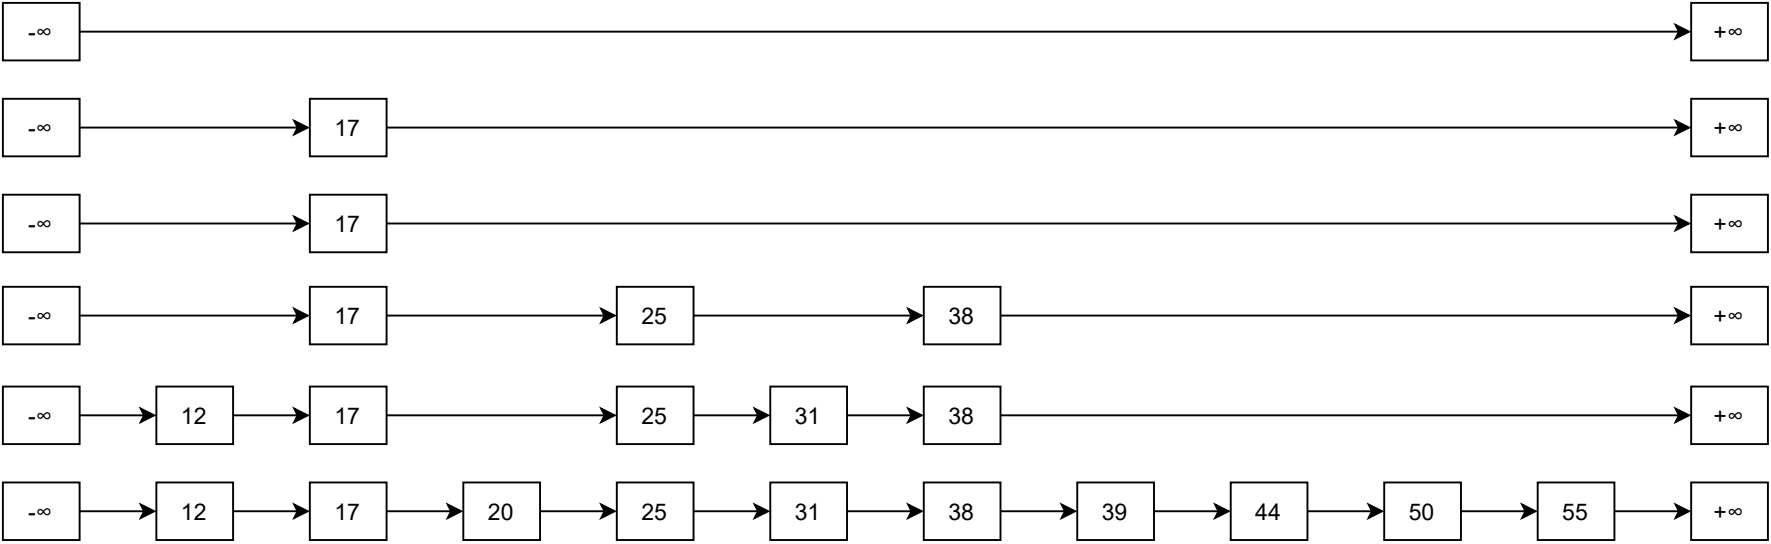 -∞ +∞
-∞ 17 +∞
-∞ 17 +∞
-∞ 17 25 38 +∞
-∞ 12 17 25 31 38 +∞
-∞ 12 17 20 25 31 38 39 44 50 55 +∞